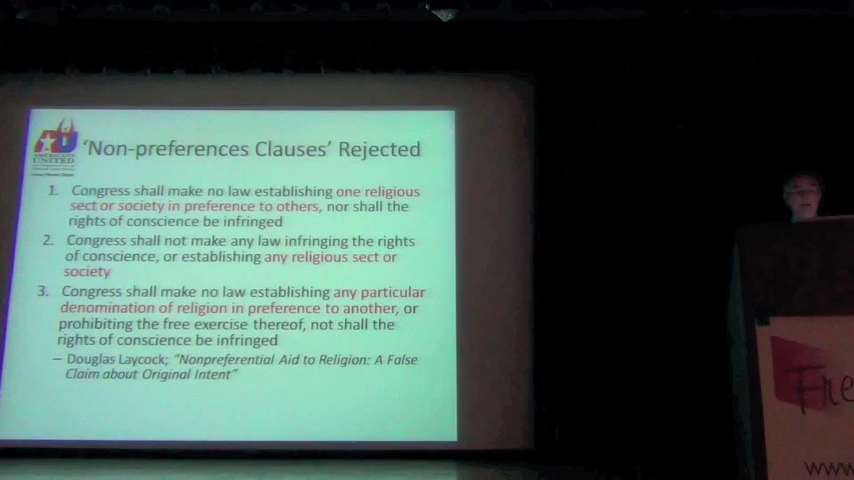 AU
AMERICANS
UNITED
'Non-preferences Clauses' Rejected
1. Congress shall make no law establishing one religious
sect or society in preference to others, nor shall the
rights of conscience be infringed
2. Congress shall not make any law infringing the rights
of conscience, or establishing any religious sect or
society
3. Congress shall make no law establishing any particular
denomination of religion in preference to another, or
prohibiting the free exercise thereof, not shall the
rights of conscience be infringed
– Douglas Laycock; "Nonpreferential Aid to Religion: A False
Claim about Original Intent"
Fre
www